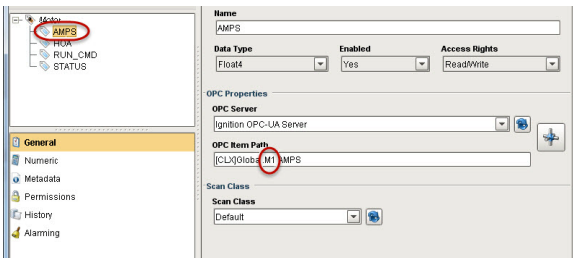 Motor
AMPS
HOA
RUN_CMD
STATUS
General
Numeric
Metadata
Permissions
History
Alarming
Name
AMPS
Data Type Enabled Access Rights
Float4 Yes Read/Write
OPC Properties
OPC Server
Ignition OPC-UA Server
OPC Item Path
[CLX]Global.M1.AMPS
Scan Class
Scan Class
Default